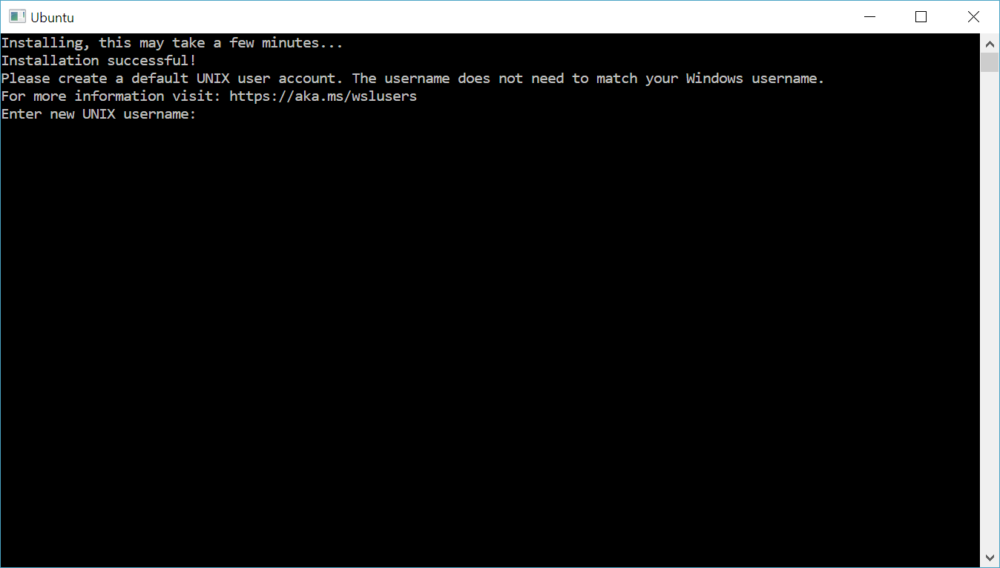 Ubuntu
Installing, this may take a few minutes...
Installation successful!
Please create a default UNIX user account. The username does not need to match your Windows username.
For more information visit: https://aka.ms/wslusers
Enter new UNIX username: